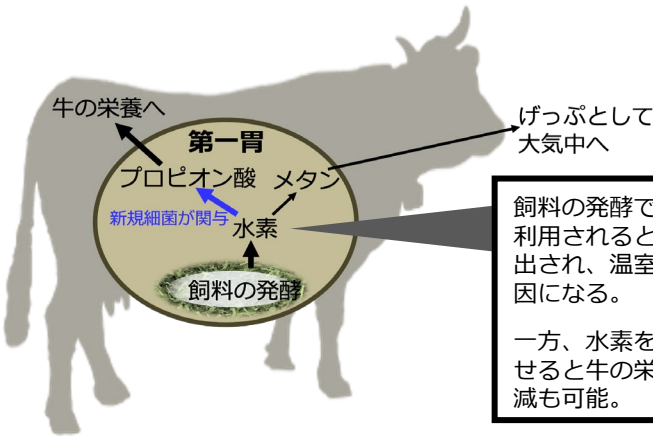 牛の栄養へ
第一胃
プロピオン酸
メタン
新規細菌が関与
水素
飼料の発酵
げっぷとして
大気中へ
飼料の発酵で
利用されると
出され、温室
因になる。
一方、水素を
せると牛の栄
減も可能。